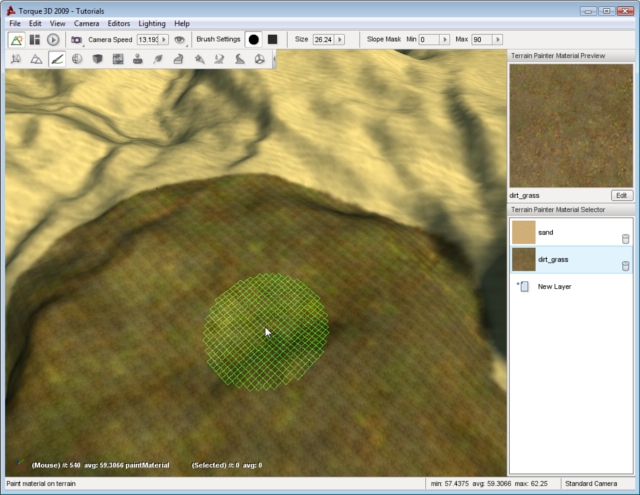 Torque 3D 2009 - Tutorials
File Edit View Camera Editors Lighting Help
Camera Speed 13.193 Brush Settings Size 26.24 Slope Mask Min 0 Max 90
Terrain Painter Material Preview
dirt_grass Edit
Terrain Painter Material Selector
sand
dirt_grass
New Layer
(Mouse) #: 540 avg: 59.3066 paintMaterial (Selected) #: 0 avg: 0
Paint material on terrain min: 57.4375 avg: 59.3066 max: 62.25 Standard Camera